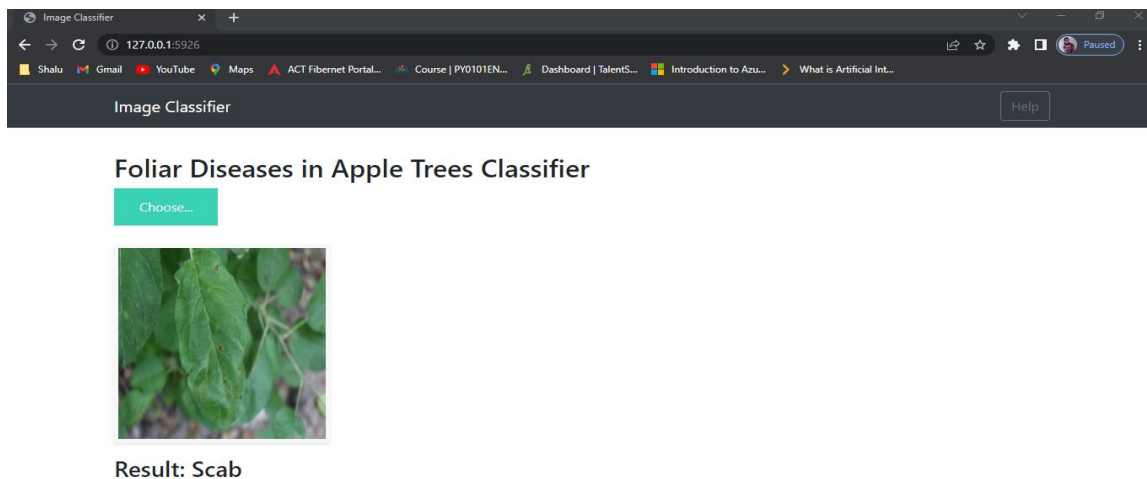 Image Classifier
127.0.0.1:5926
Paused
Shalu Gmail YouTube Maps ACT Fibernet Portal... Course | PY0101EN... Dashboard | TalentS... Introduction to Azu... What is Artificial Int...
Image Classifier Help
Foliar Diseases in Apple Trees Classifier
Choose...
Result: Scab